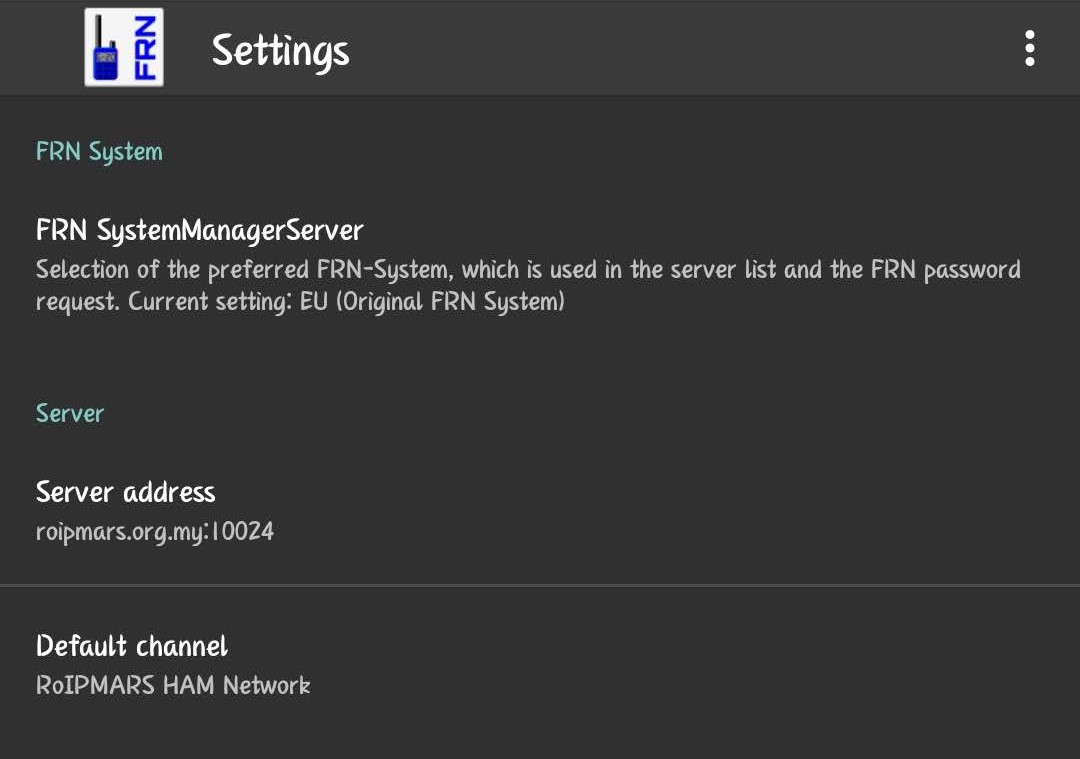 FRN
Settings
FRN System
FRN SystemManagerServer
Selection of the preferred FRN-System, which is used in the server list and the FRN password
request. Current setting: EU (Original FRN System)
Server
Server address
roipmars.org.my:10024
Default channel
RoIPMARS HAM Network